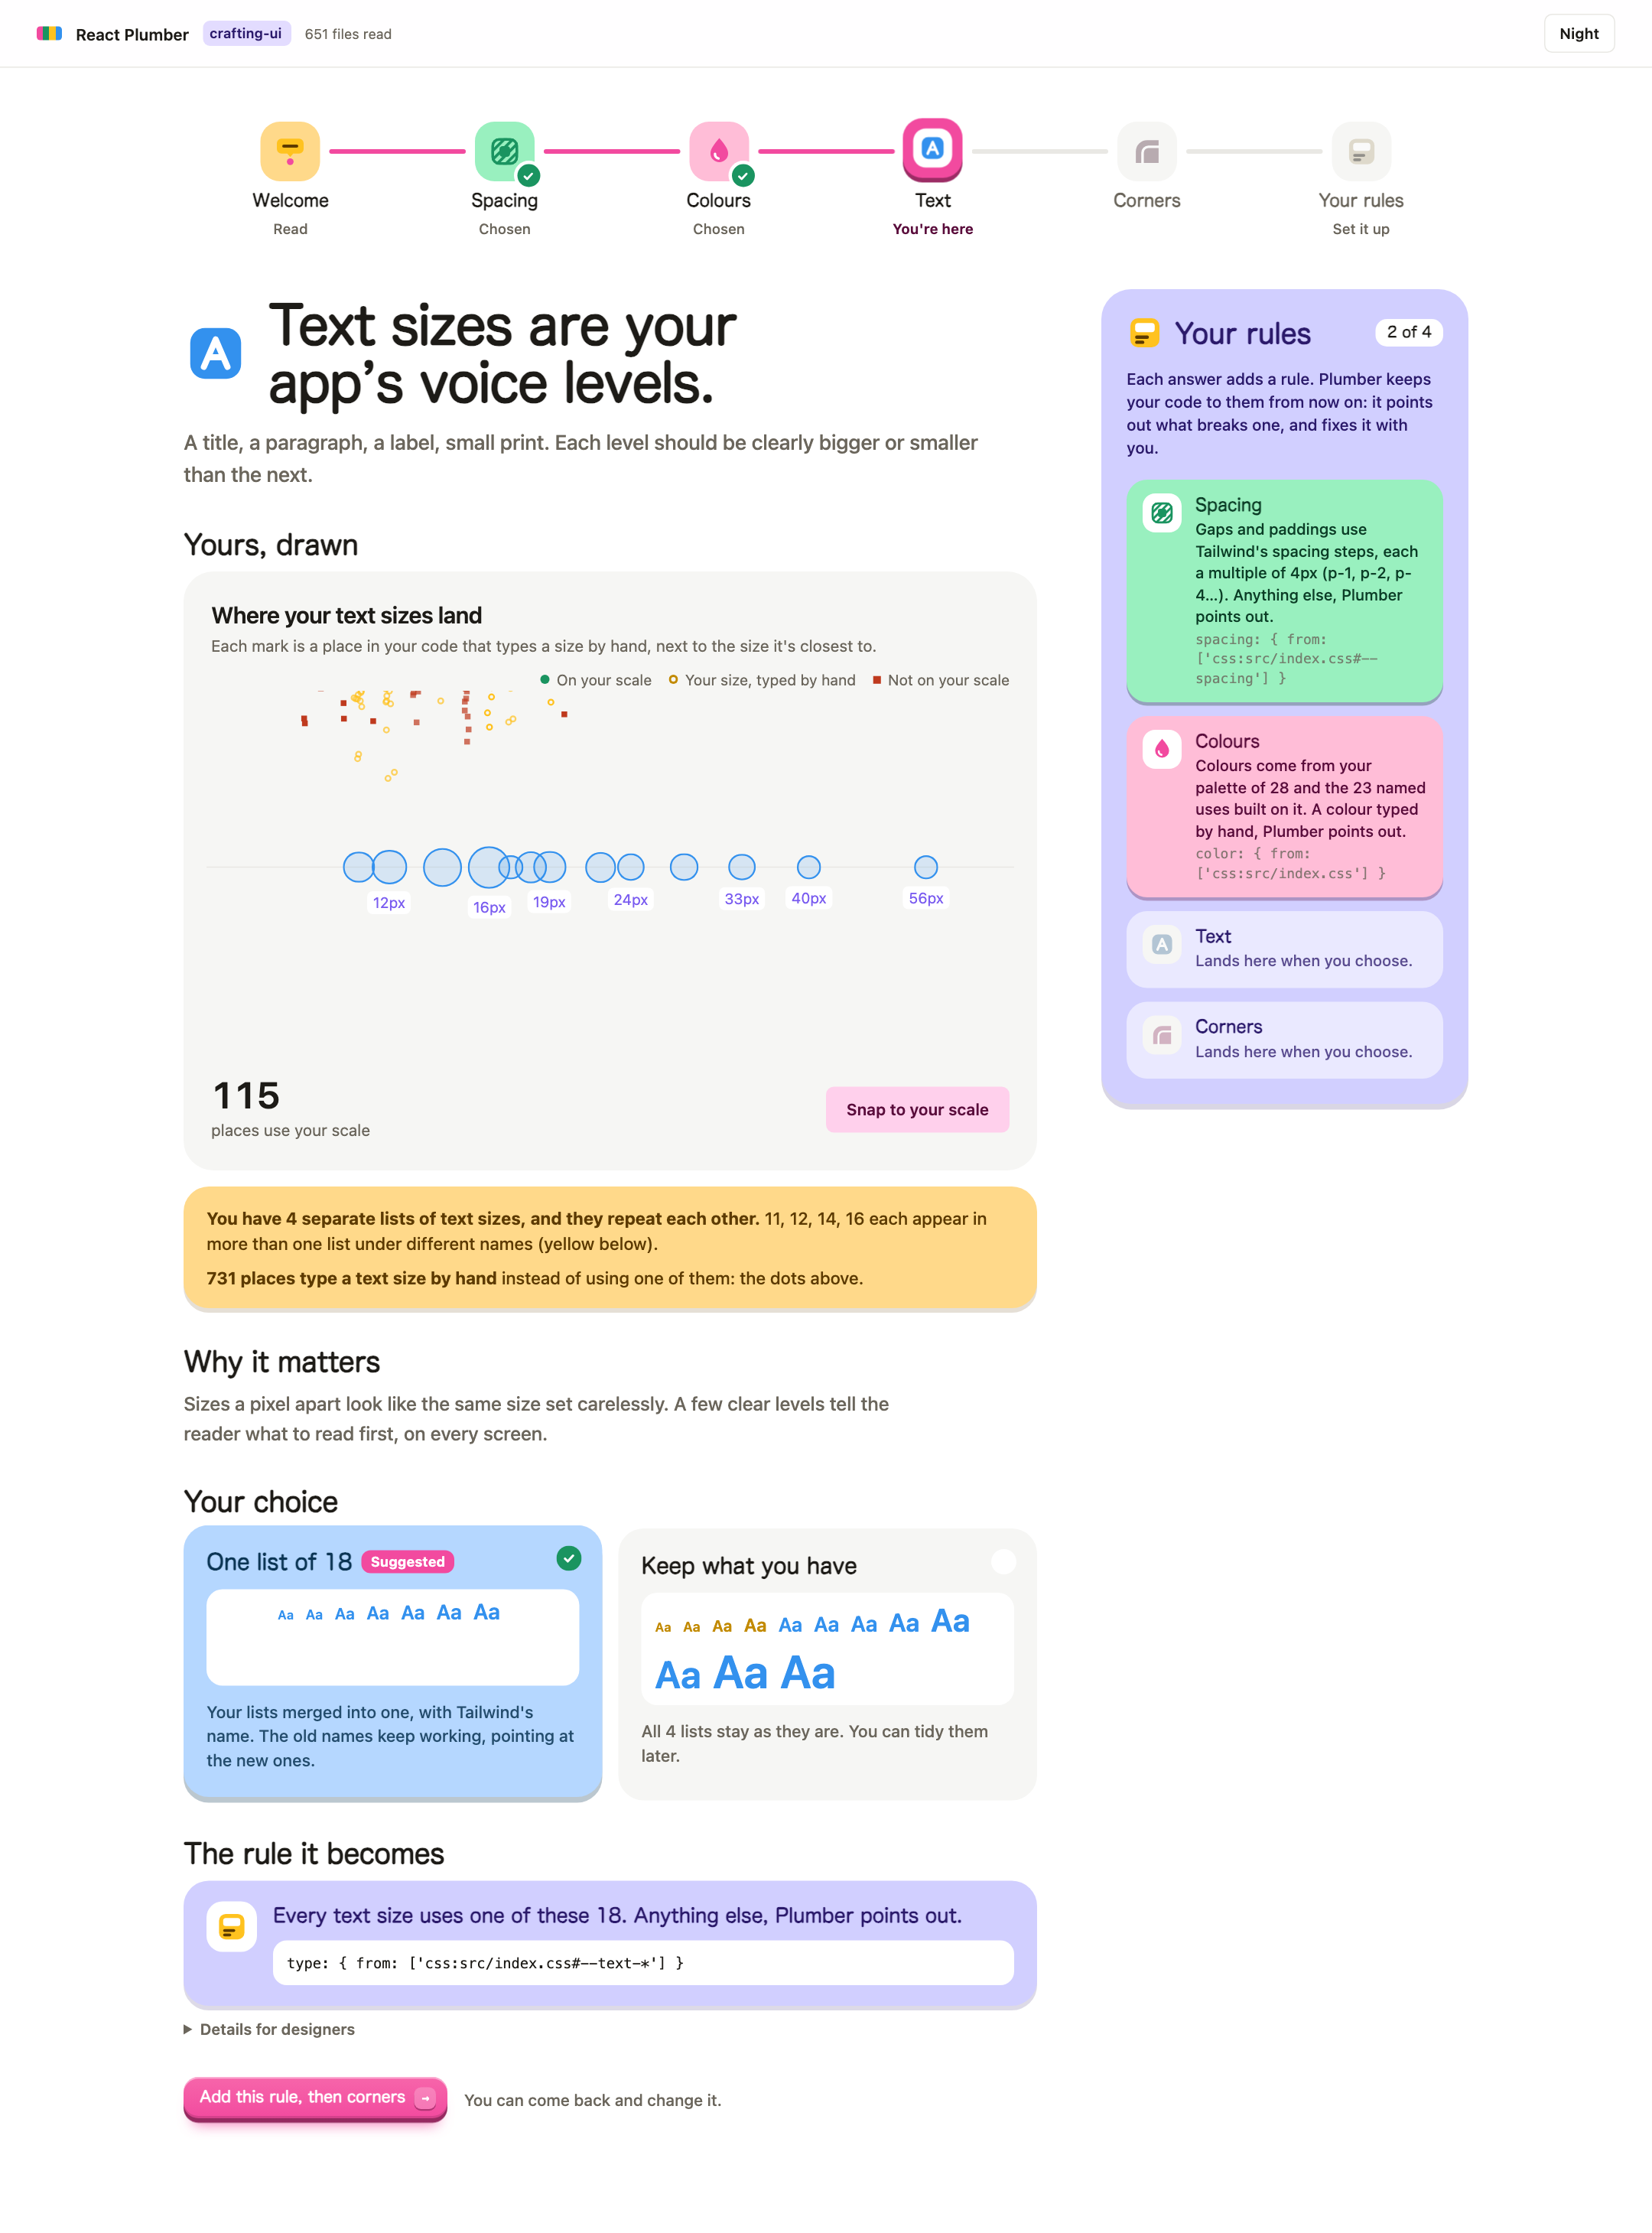 React Plumber crafting-ui 651 files read Night
Welcome
Read
Spacing
Chosen
Colours
Chosen
Text
You're here
Corners
Your rules
Set it up
Text sizes are your
app's voice levels.
A title, a paragraph, a label, small print. Each level should be clearly bigger or smaller
than the next.
Yours, drawn
Where your text sizes land
Each mark is a place in your code that types a size by hand, next to the size it's closest to.
On your scale Your size, typed by hand Not on your scale
12px 16px 19px 24px 33px 40px 56px
115
places use your scale
Snap to your scale
You have 4 separate lists of text sizes, and they repeat each other. 11, 12, 14, 16 each appear in
more than one list under different names (yellow below).
731 places type a text size by hand instead of using one of them: the dots above.
Why it matters
Sizes a pixel apart look like the same size set carelessly. A few clear levels tell the
reader what to read first, on every screen.
Your choice
One list of 18 Suggested
Aa Aa Aa Aa Aa Aa Aa
Your lists merged into one, with Tailwind's
name. The old names keep working, pointing at
the new ones.
Keep what you have
Aa Aa Aa Aa Aa Aa Aa Aa Aa
Aa Aa Aa
All 4 lists stay as they are. You can tidy them
later.
The rule it becomes
Every text size uses one of these 18. Anything else, Plumber points out.
type: { from: ['css:src/index.css#--text-*'] }
Details for designers
Add this rule, then corners →
You can come back and change it.
Your rules 2 of 4
Each answer adds a rule. Plumber keeps
your code to them from now on: it points
out what breaks one, and fixes it with
you.
Spacing
Gaps and paddings use
Tailwind's spacing steps, each
a multiple of 4px (p-1, p-2, p-
4...). Anything else, Plumber
points out.
spacing: { from:
['css:src/index.css#--
spacing'] }
Colours
Colours come from your
palette of 28 and the 23 named
uses built on it. A colour typed
by hand, Plumber points out.
color: { from:
['css:src/index.css'] }
Text
Lands here when you choose.
Corners
Lands here when you choose.